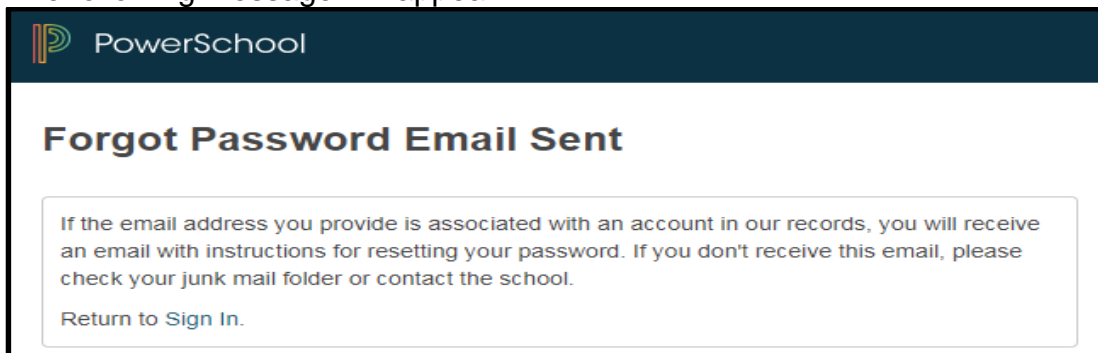 PowerSchool
Forgot Password Email Sent
If the email address you provide is associated with an account in our records, you will receive
an email with instructions for resetting your password. If you don't receive this email, please
check your junk mail folder or contact the school.
Return to Sign In.